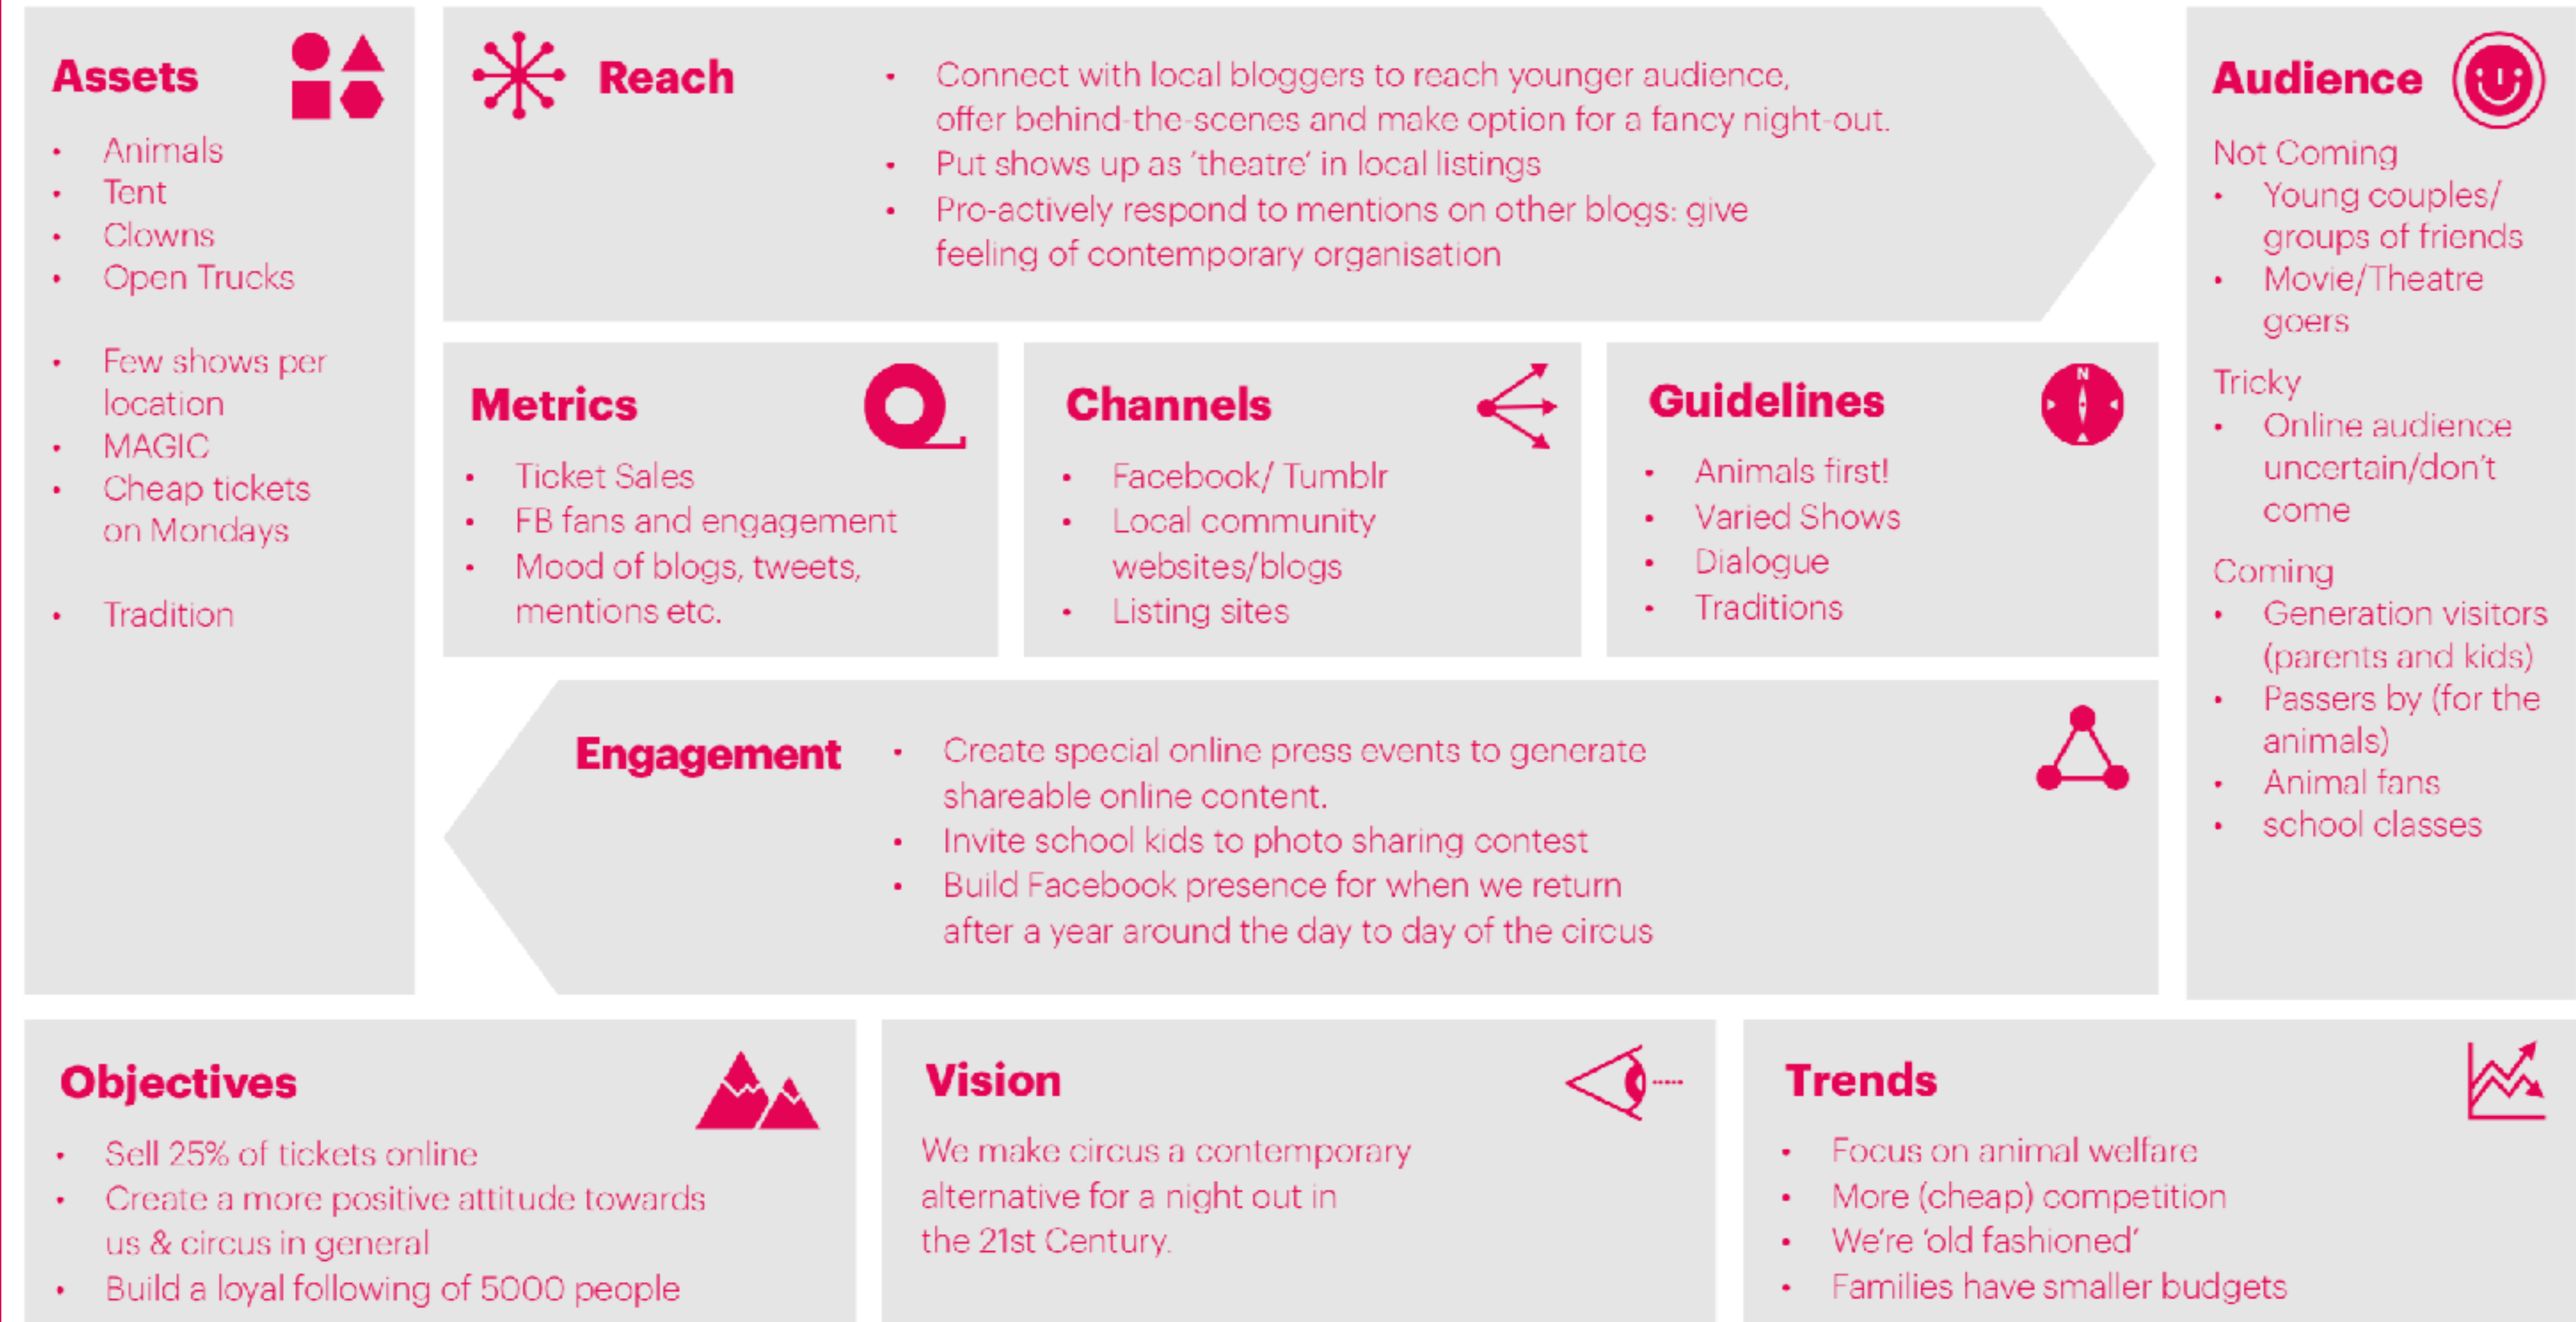 Assets
• Animals
• Tent
• Clowns
• Open Trucks
• Few shows per
location
• MAGIC
• Cheap tickets
on Mondays
• Tradition
Reach
• Connect with local bloggers to reach younger audience,
offer behind-the-scenes and make option for a fancy night-out.
• Put shows up as ‘theatre’ in local listings
• Pro-actively respond to mentions on other blogs: give
feeling of contemporary organisation
Metrics
• Ticket Sales
• FB fans and engagement
• Mood of blogs, tweets,
mentions etc.
Channels
• Facebook/ Tumblr
• Local community
websites/blogs
• Listing sites
Guidelines
N
• Animals first!
• Varied Shows
• Dialogue
• Traditions
Engagement
• Create special online press events to generate
shareable online content.
• Invite school kids to photo sharing contest
• Build Facebook presence for when we return
after a year around the day to day of the circus
Audience
Not Coming
• Young couples/
groups of friends
• Movie/Theatre
goers
Tricky
• Online audience
uncertain/don’t
come
Coming
• Generation visitors
(parents and kids)
• Passers by (for the
animals)
• Animal fans
• school classes
Objectives
• Sell 25% of tickets online
• Create a more positive attitude towards
us & circus in general
• Build a loyal following of 5000 people
Vision
We make circus a contemporary
alternative for a night out in
the 21st Century.
Trends
• Focus on animal welfare
• More (cheap) competition
• We’re ‘old fashioned’
• Families have smaller budgets